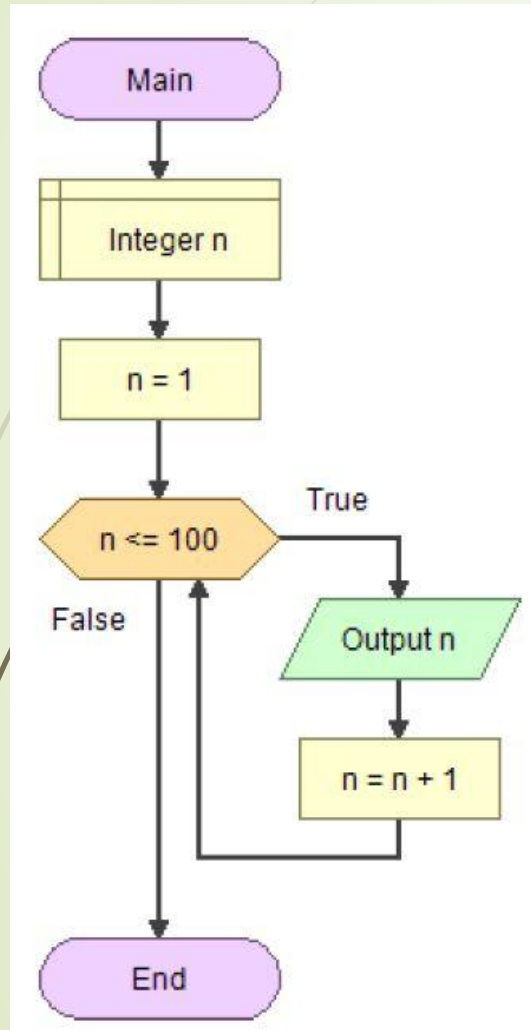 Main
Integer n
n = 1
n <= 100
True
False
Output n
n = n + 1
End